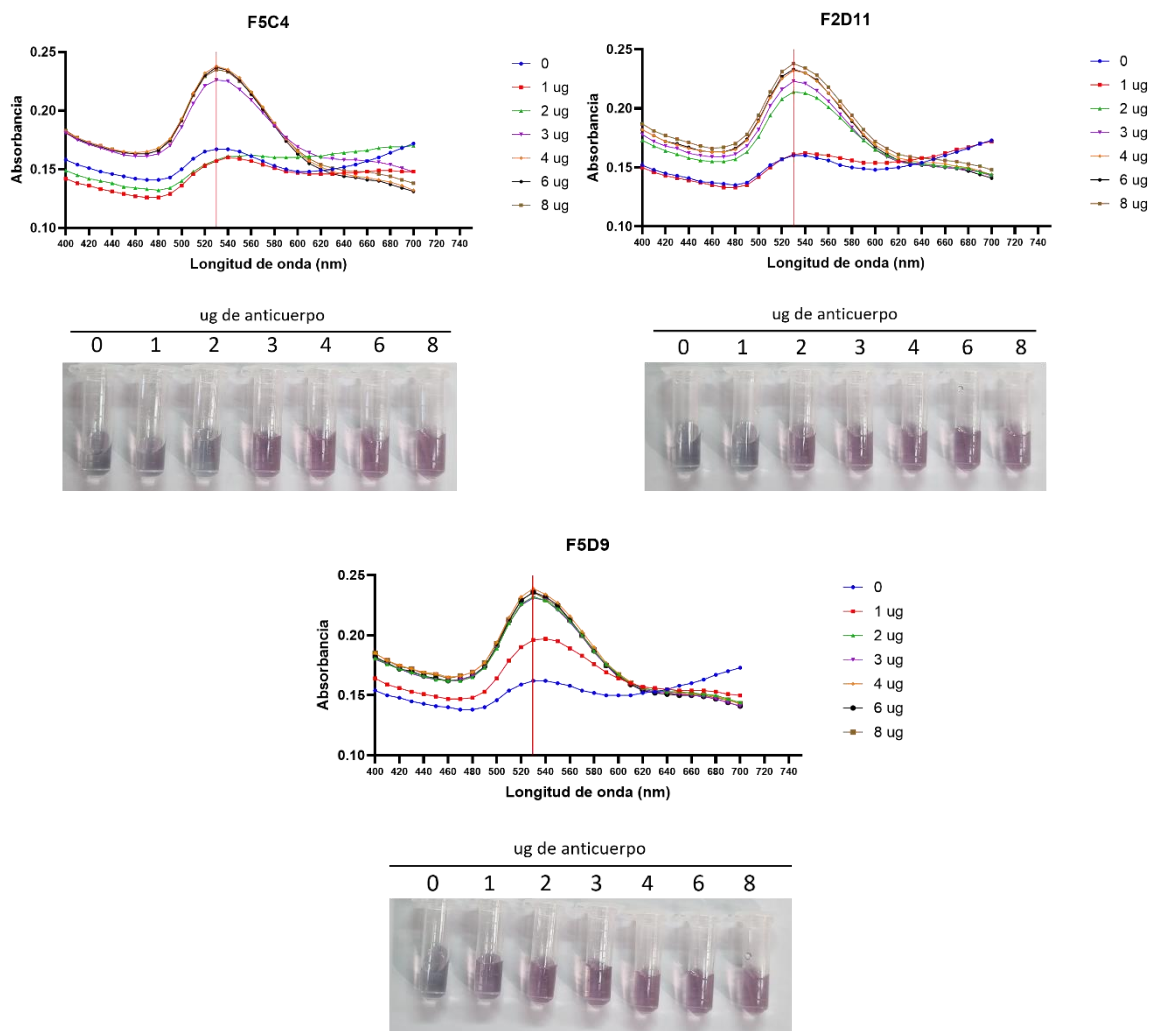 F5C4
Absorbancia
0.25
0.20
0.15
0.10
400 420 440 460 480 500 520 540 560 580 600 620 640 660 680 700 720 740
Longitud de onda (nm)
0
1 ug
2 ug
3 ug
4 ug
6 ug
8 ug
F2D11
Absorbancia
0.25
0.20
0.15
0.10
400 420 440 460 480 500 520 540 560 580 600 620 640 660 680 700 720 740
Longitud de onda (nm)
0
1 ug
2 ug
3 ug
4 ug
6 ug
8 ug
ug de anticuerpo
0 1 2 3 4 6 8
ug de anticuerpo
0 1 2 3 4 6 8
F5D9
Absorbancia
0.25
0.20
0.15
0.10
400 420 440 460 480 500 520 540 560 580 600 620 640 660 680 700 720 740
Longitud de onda (nm)
0
1 ug
2 ug
3 ug
4 ug
6 ug
8 ug
ug de anticuerpo
0 1 2 3 4 6 8